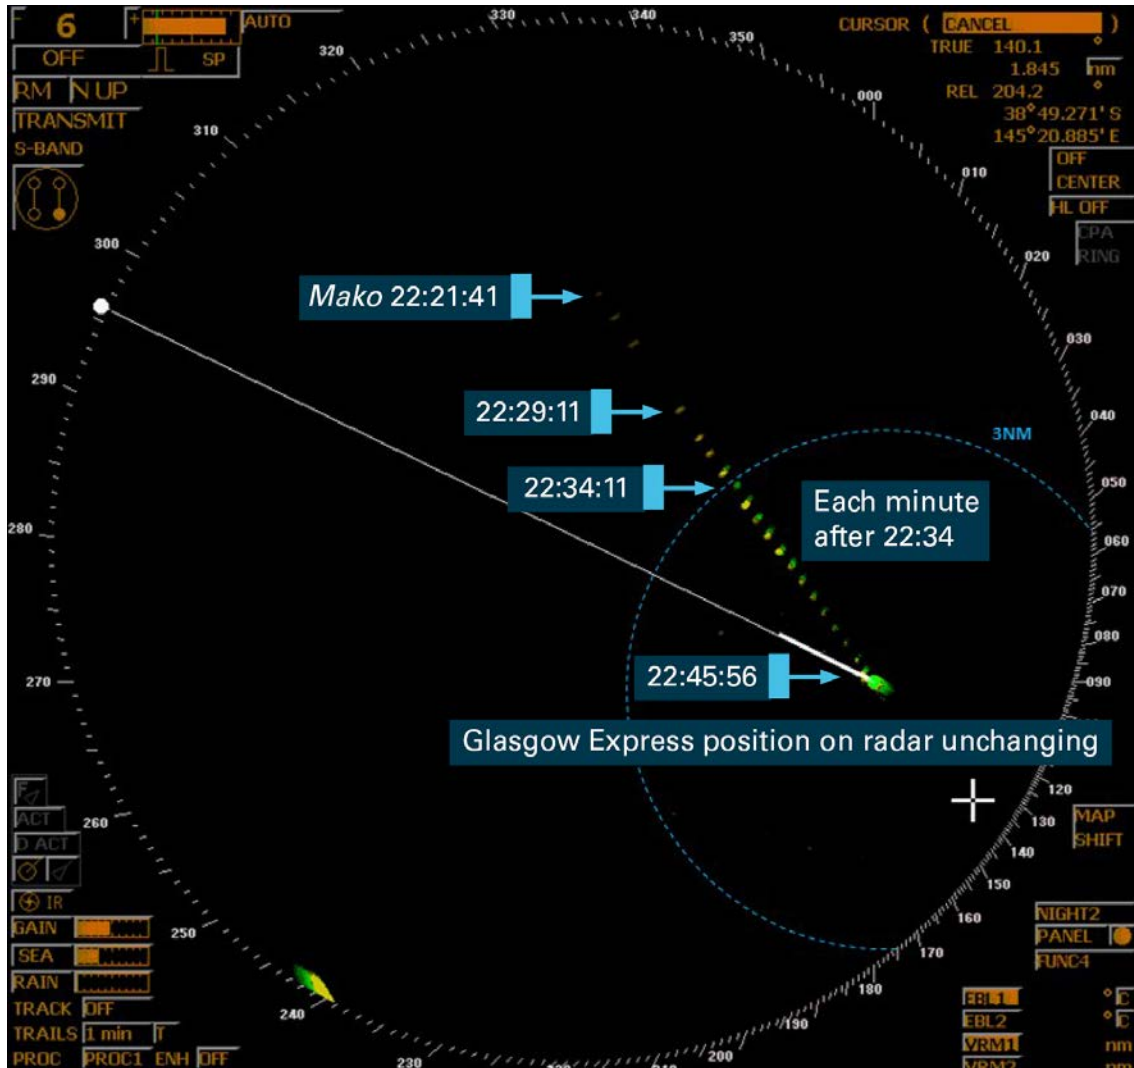 - 6 +
AUTO
OFF SP
RM N UP
TRANSMIT
S-BAND
CURSOR ( CANCEL )
TRUE 140.1 °
1.845 nm
REL 204.2 °
38°49.271' S
145°20.885' E
OFF
CENTER
HL OFF
CPA
RING
330
340
350
000
010
020
030
040
050
060
070
080
090
120
130
140
150
160
170
180
190
200
220
230
240
250
260
270
280
290
300
310
320
Mako 22:21:41
22:29:11
3NM
22:34:11
Each minute
after 22:34
22:45:56
Glasgow Express position on radar unchanging
F
ACT
D ACT
IR
GAIN
SEA
RAIN
TRACK OFF
TRAILS 1 min T
PROC PROC1 ENH OFF
MAP
SHIFT
NIGHT2
PANEL
FUNC4
EBL1 ° C
EBL2 ° C
VRM1 nm
VRM2 nm